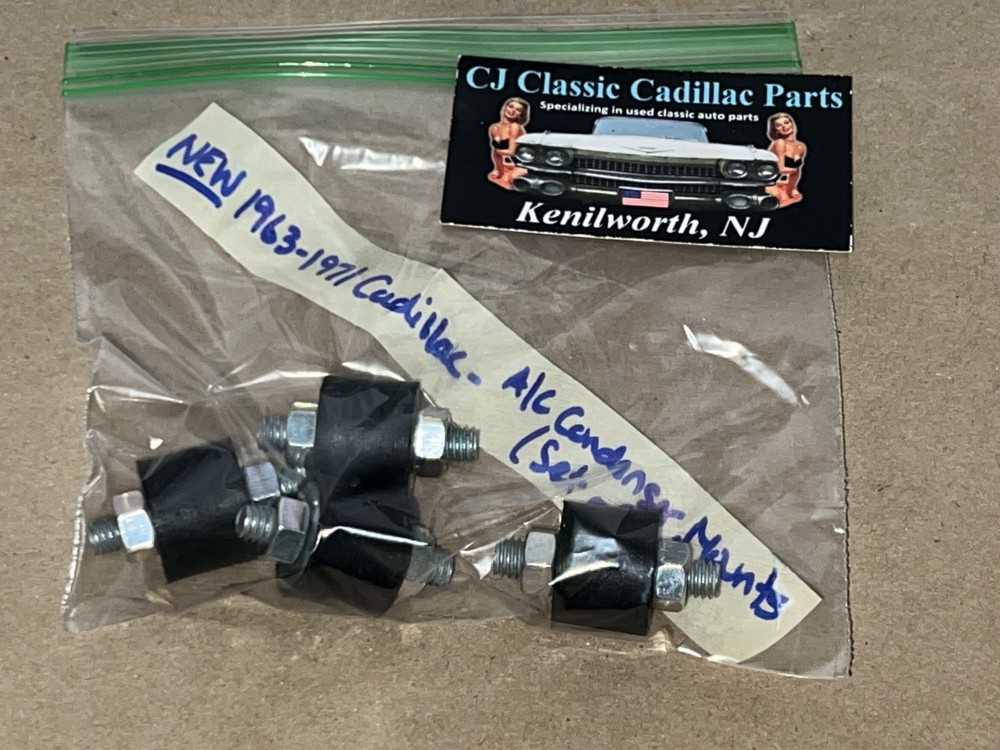 CJ Classic Cadillac Parts
Specializing in used classic auto parts
Kenilworth, NJ
NEW 1963-1971 Cadillac- A/C Condenser Mounts
(Set